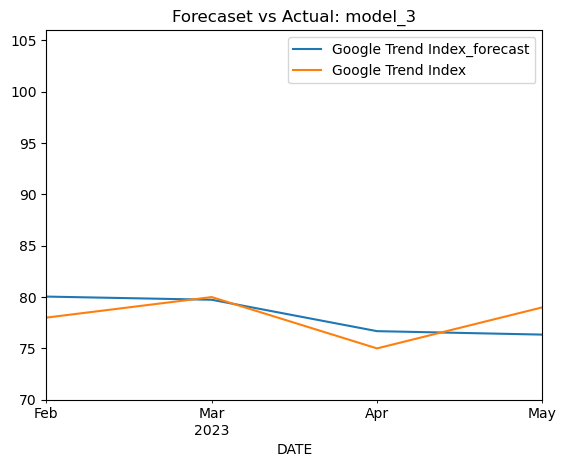 Forecaset vs Actual: model_3
Google Trend Index_forecast
Google Trend Index
105
100
95
90
85
80
75
70
Feb
Mar
Apr
May
2023
DATE